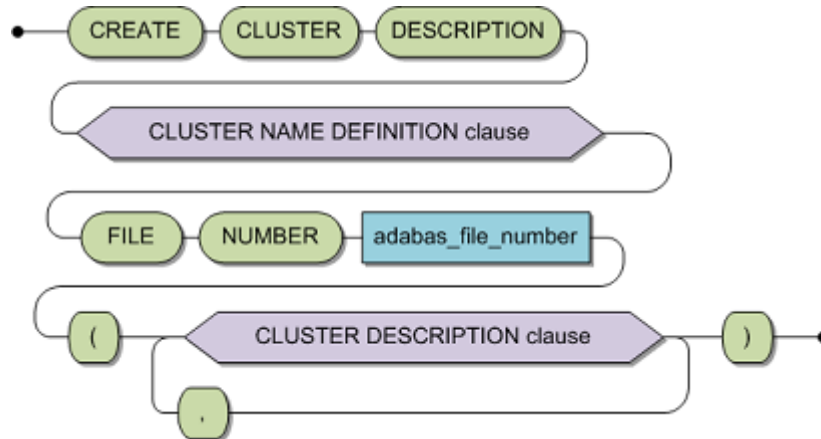 CREATE CLUSTER DESCRIPTION
CLUSTER NAME DEFINITION clause
FILE NUMBER adabas_file_number
( CLUSTER DESCRIPTION clause )
,